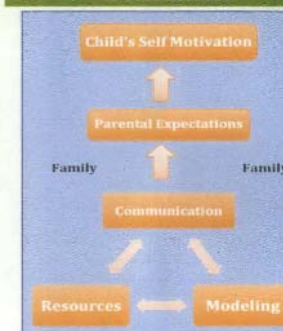 Child's Self Motivation
Parental Expectations
Family Family
Communication
Resources Modeling